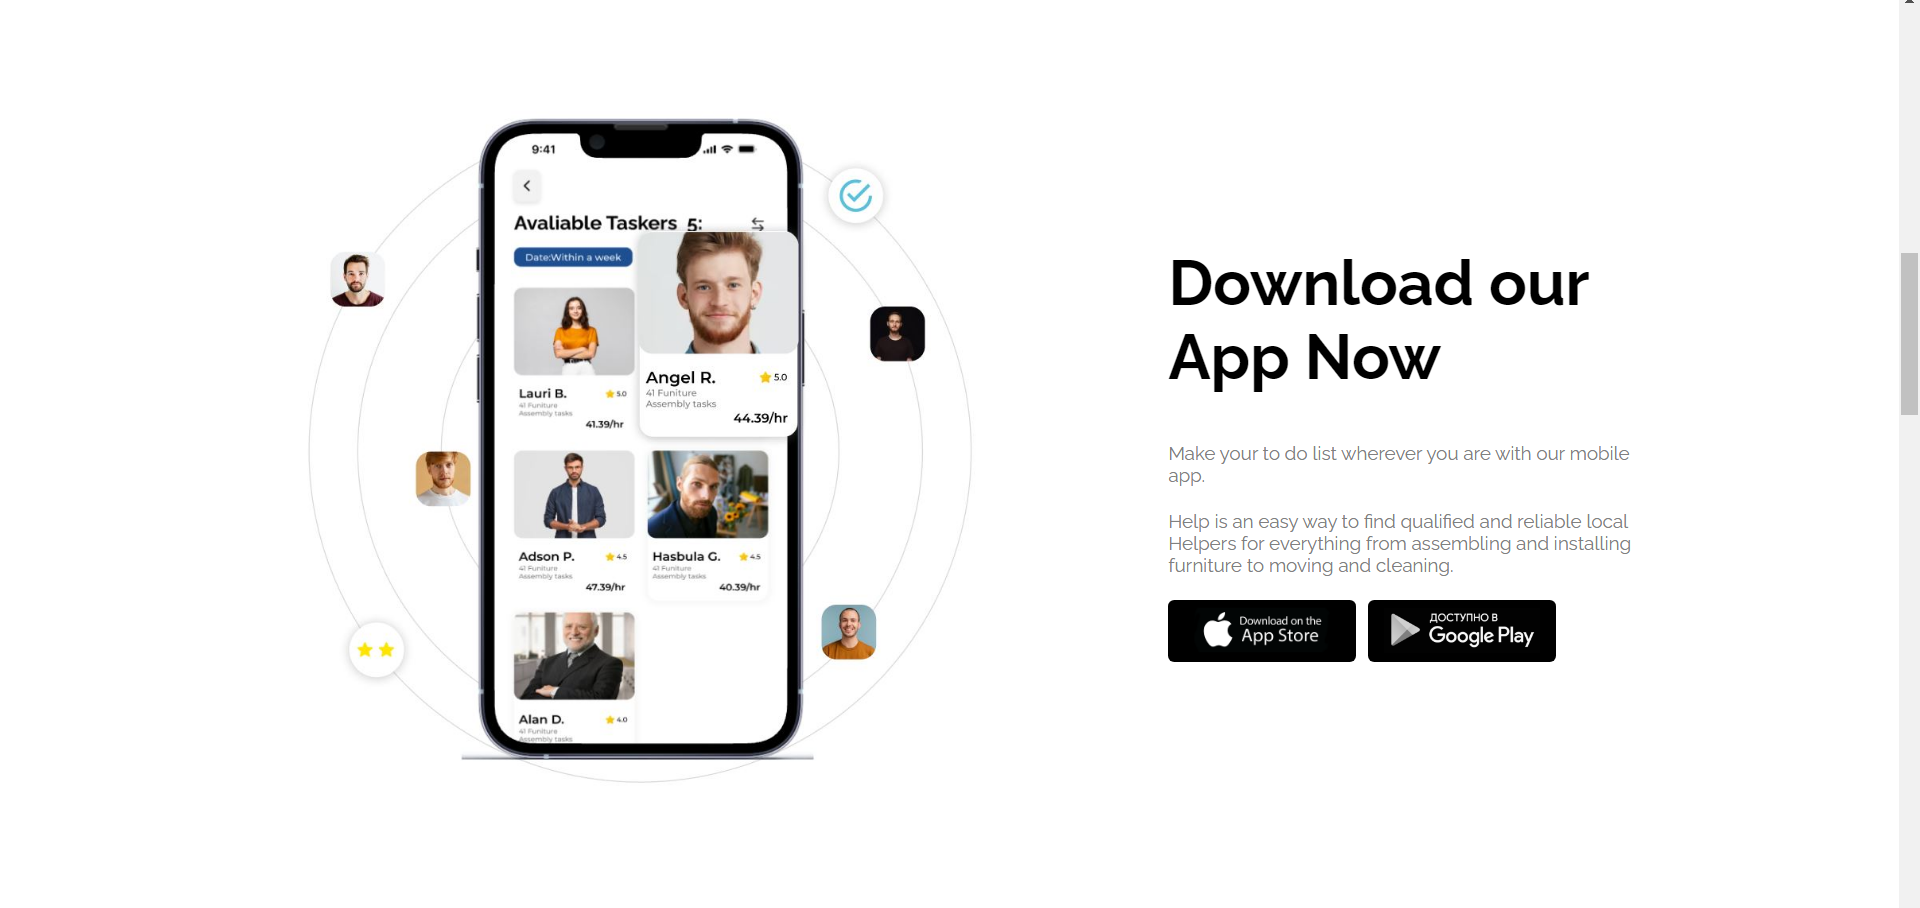 9:41
Avaliable Taskers 5:
Date:Within a week
Lauri B.
5.0
41 Funiture
Assembly tasks
41.39/hr
Angel R.
5.0
41 Funiture
Assembly tasks
44.39/hr
Adson P.
4.5
41 Funiture
Assembly tasks
47.39/hr
Hasbula G.
4.5
41 Funiture
Assembly tasks
40.39/hr
Alan D.
4.0
41 Funiture
Assembly tasks
Download our
App Now
Make your to do list wherever you are with our mobile
app.
Help is an easy way to find qualified and reliable local
Helpers for everything from assembling and installing
furniture to moving and cleaning.
Download on the
App Store
ДОСТУПНО В
Google Play